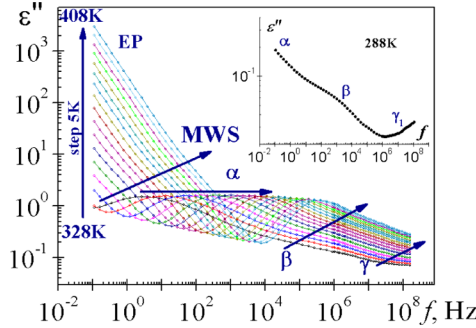 ε''
408K
10³
10²
10¹
10⁰
10⁻¹
328K
step 5K
EP
MWS
α
β
γ
10⁻² 10⁰ 10² 10⁴ 10⁶ 10⁸ f, Hz
ε'' 288K
α
10⁻¹
β
γ₁
f
10⁻² 10⁰ 10² 10⁴ 10⁶ 10⁸